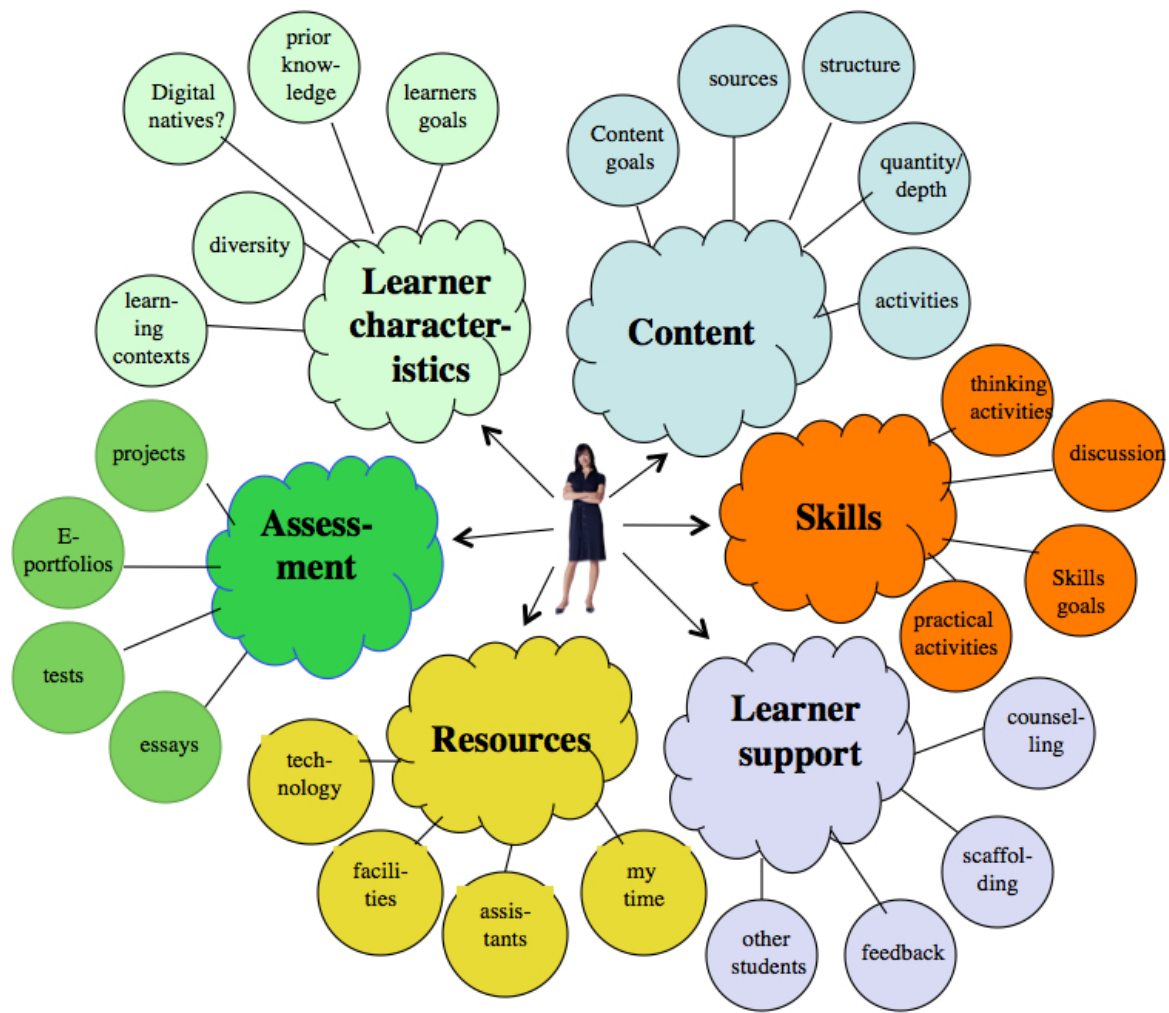 Digital
natives?
prior
know-
ledge
learners
goals
diversity
learn-
ing
contexts
Learner
character-
istics
Content
goals
sources
structure
quantity/
depth
activities
Content
thinking
activities
discussion
Skills
goals
practical
activities
Skills
projects
E-
portfolios
tests
essays
Assess-
ment
Resources
tech-
nology
facili-
ties
assis-
tants
my
time
Learner
support
counsel-
ling
scaffol-
ding
feedback
other
students